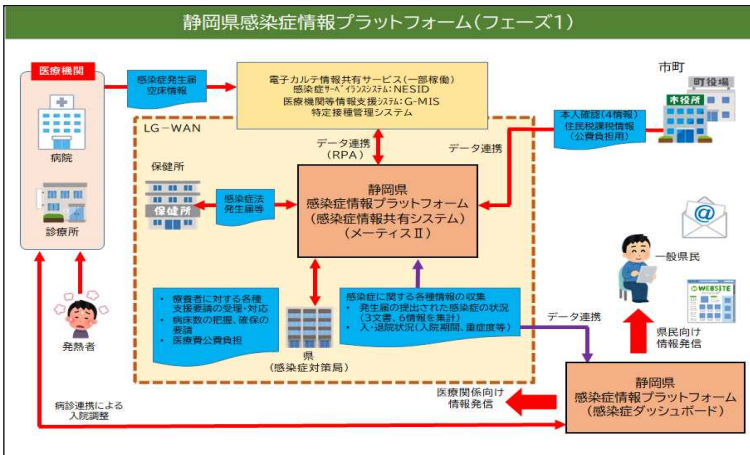 静岡県感染症情報プラットフォーム(フェーズ1)
医療機関
病院
診療所
発熱者
感染症発生届
空床情報
電子カルテ情報共有サービス(一部稼働)
感染症サーベイランスシステム:NESID
医療機関等情報支援システム:G-MIS
特定接種管理システム
市町
町役場
市役所
本人確認(4情報)
住民税課税情報
(公費負担用)
LG-WAN
データ連携
(RPA)
データ連携
保健所
保健所
感染症法
発生届等
静岡県
感染症情報プラットフォーム
(感染症情報共有システム)
(メーティスⅡ)
@
一般県民
WEBSITE
・ 療養者に対する各種
支援要請の受理・対応
・ 病床数の把握、確保の
要請
・ 医療費公費負担
県
(感染症対策局)
感染症に関する各種情報の収集
・ 発生届の提出された感染症の状況
(3文書、6情報を集計)
・ 入・退院状況(入院期間、重症度等)
データ連携
県民向け
情報発信
医療関係向け
情報発信
病診連携による
入院調整
静岡県
感染症情報プラットフォーム
(感染症ダッシュボード)